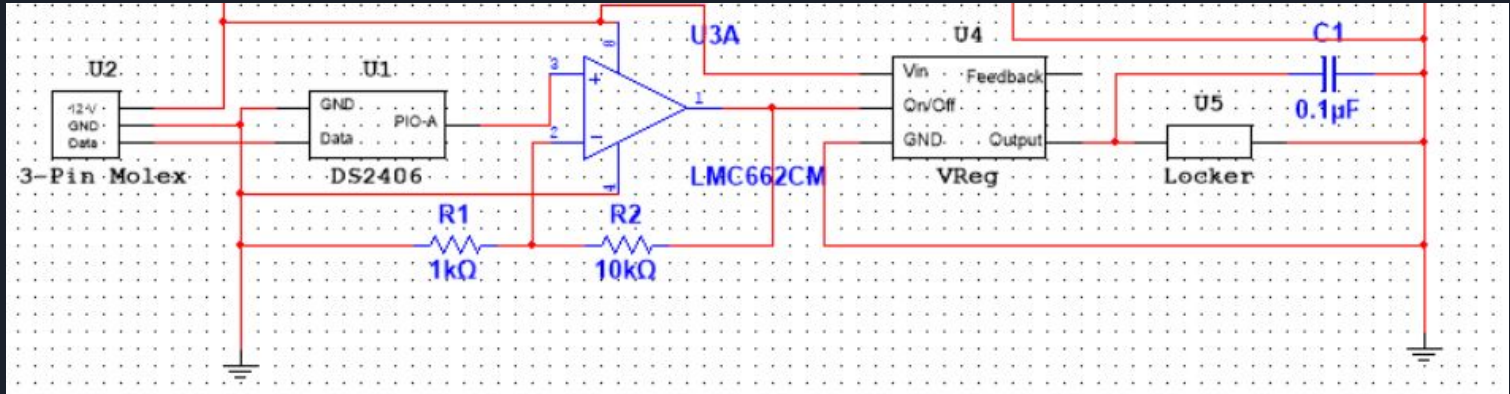 U2
12-V
GND
Data
3-Pin Molex
U1
GND
PIO-A
Data
DS2406
U3A
8
3
+
1
2
−
4
LMC662CM
R1
1kΩ
R2
10kΩ
U4
Vin
Feedback
On/Off
GND
Output
VReg
U5
Locker
C1
0.1µF